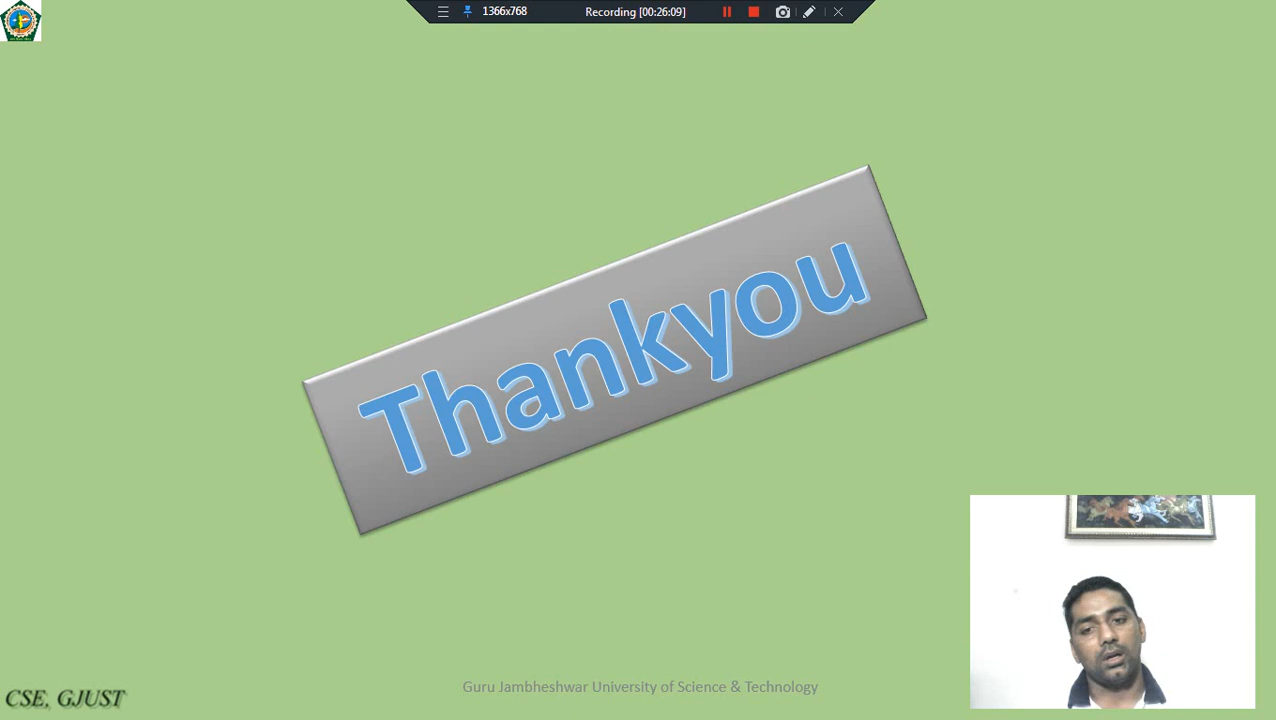 1366x768
Recording [00:26:09]
Thankyou
Guru Jambheshwar University of Science & Technology
CSE, GJUST